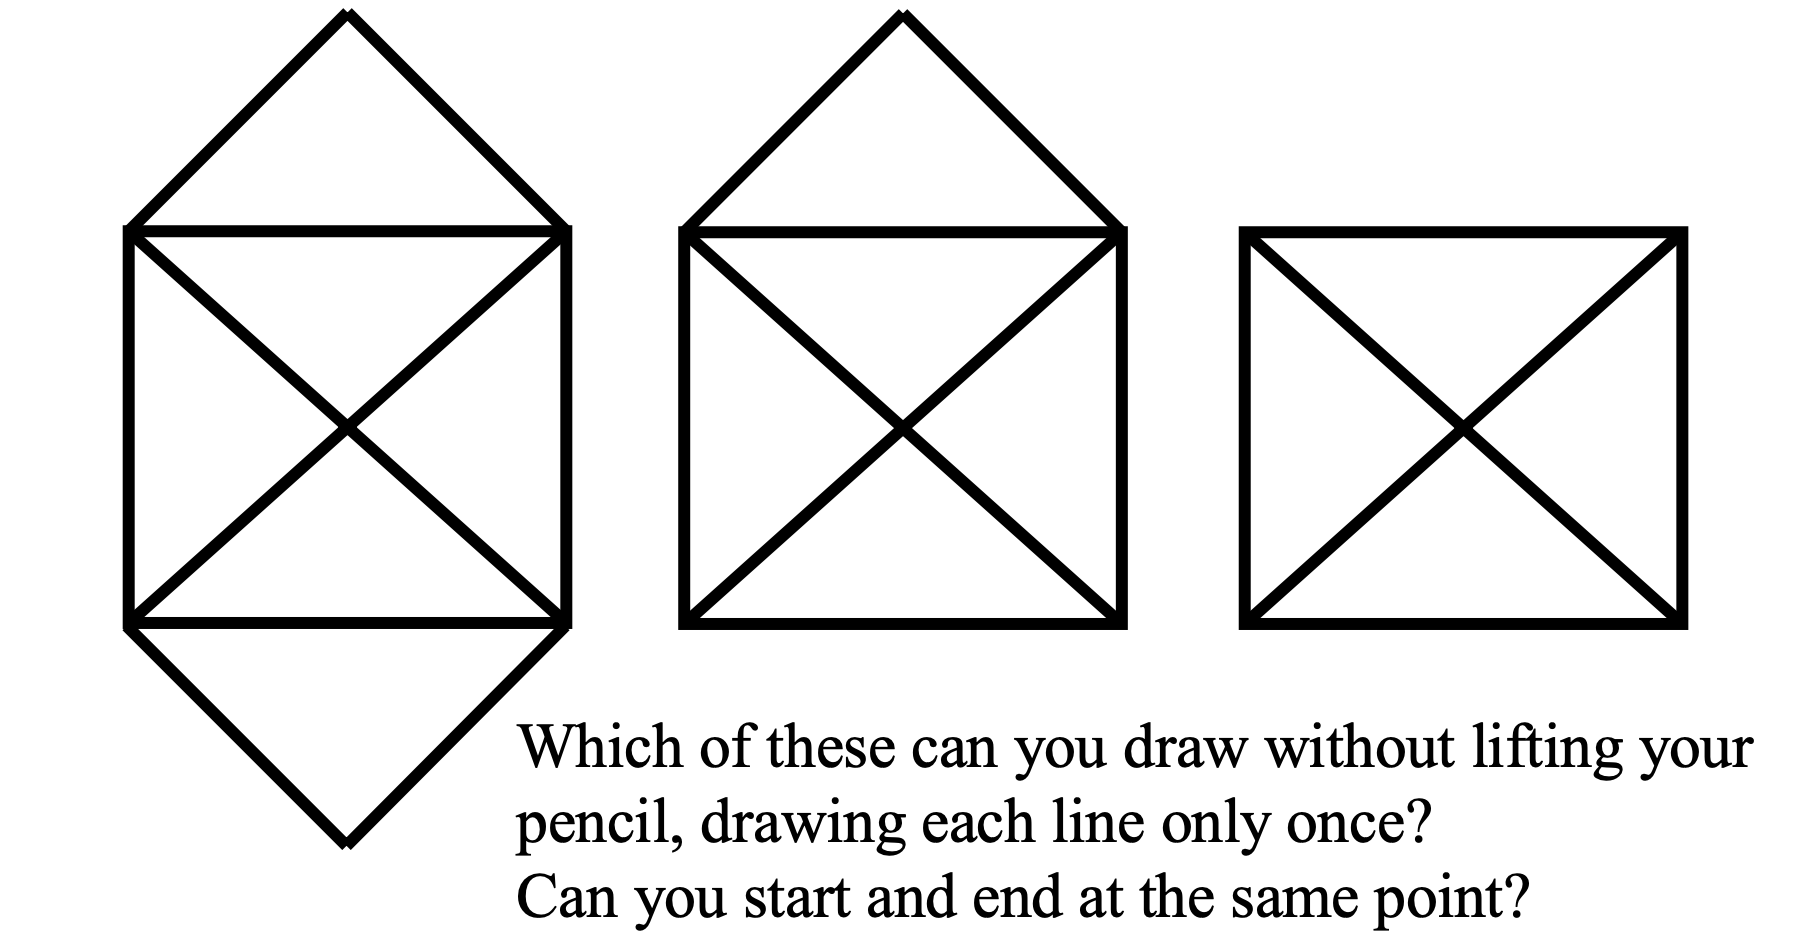 Which of these can you draw without lifting your
pencil, drawing each line only once?
Can you start and end at the same point?